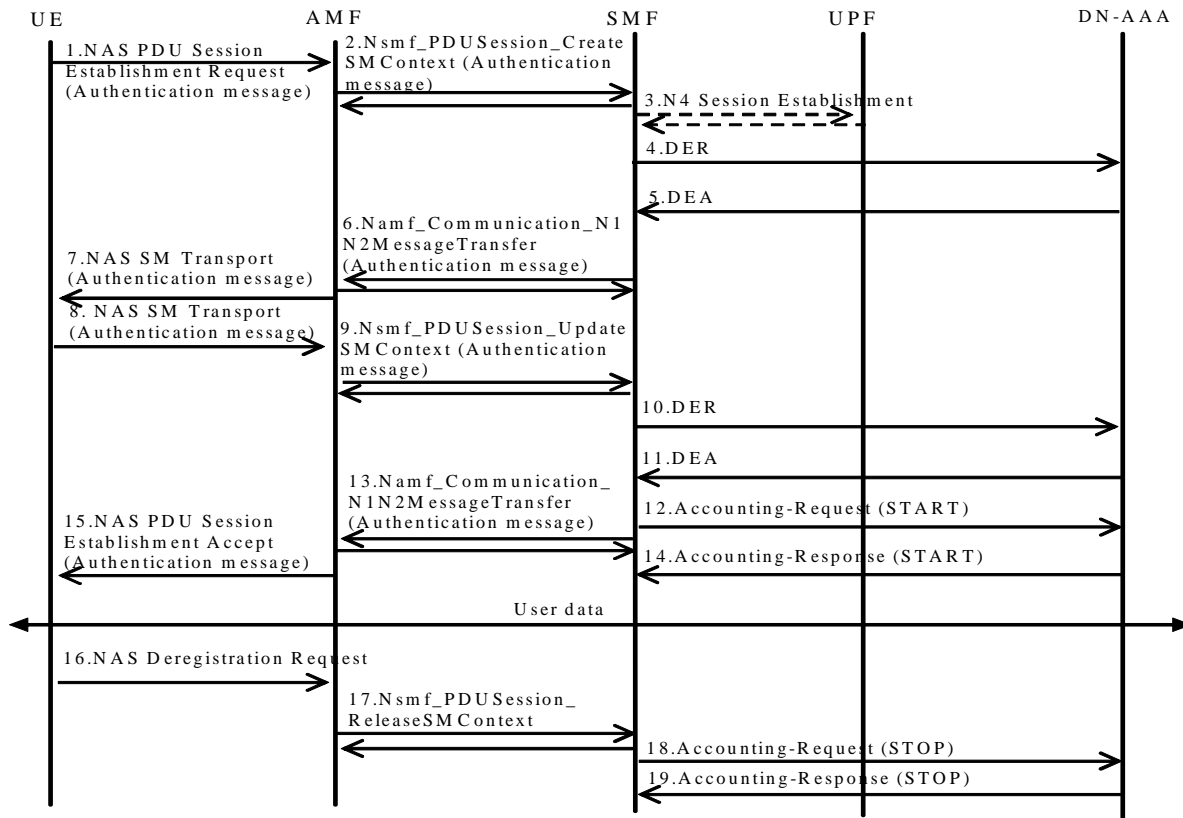 UE
AMF
SMF
UPF
DN-AAA
1.NAS PDU Session
Establishment Request
(Authentication message)
2.Nsmf_PDUSession_Create
SMContext (Authentication
message)
3.N4 Session Establishment
4.DER
5.DEA
6.Namf_Communication_N1
N2MessageTransfer
(Authentication message)
7.NAS SM Transport
(Authentication message)
8. NAS SM Transport
(Authentication message)
9.Nsmf_PDUSession_Update
SMContext (Authentication
message)
10.DER
11.DEA
13.Namf_Communication_
N1N2MessageTransfer
(Authentication message)
12.Accounting-Request (START)
15.NAS PDU Session
Establishment Accept
(Authentication message)
14.Accounting-Response (START)
User data
16.NAS Deregistration Request
17.Nsmf_PDUSession_
ReleaseSMContext
18.Accounting-Request (STOP)
19.Accounting-Response (STOP)